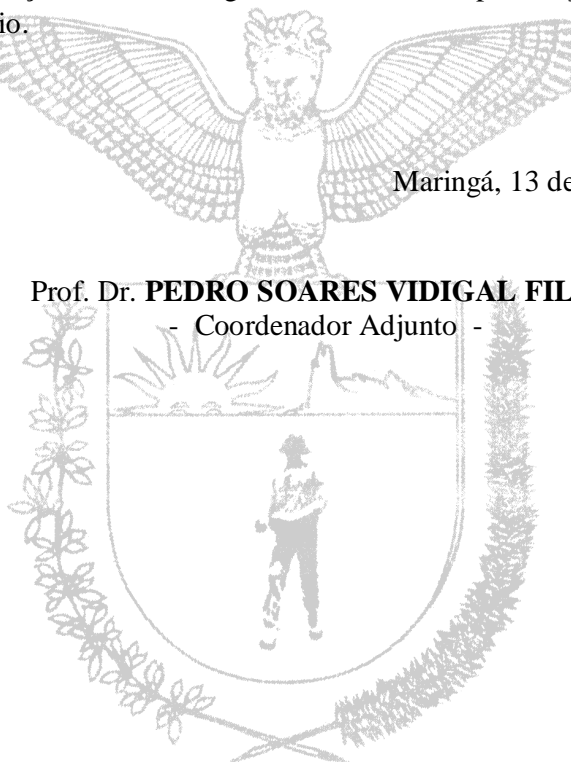 io.
Maringá, 13 de
Prof. Dr. PEDRO SOARES VIDIGAL FIL
- Coordenador Adjunto -